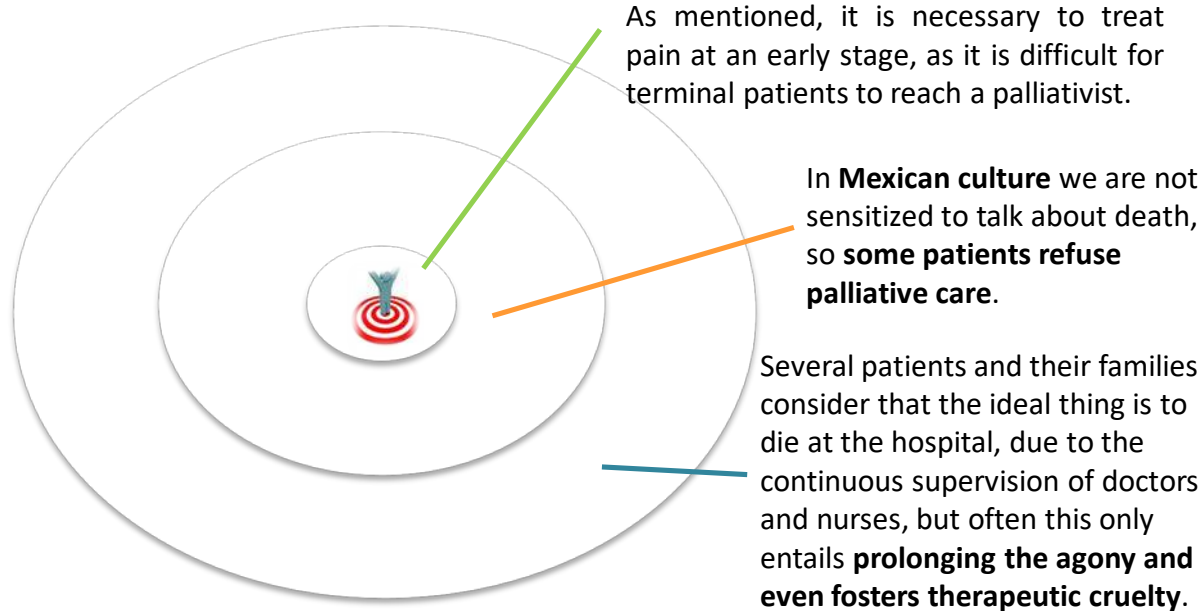 As mentioned, it is necessary to treat
pain at an early stage, as it is difficult for
terminal patients to reach a palliativist.
In Mexican culture we are not
sensitized to talk about death,
so some patients refuse
palliative care.
Several patients and their families
consider that the ideal thing is to
die at the hospital, due to the
continuous supervision of doctors
and nurses, but often this only
entails prolonging the agony and
even fosters therapeutic cruelty.